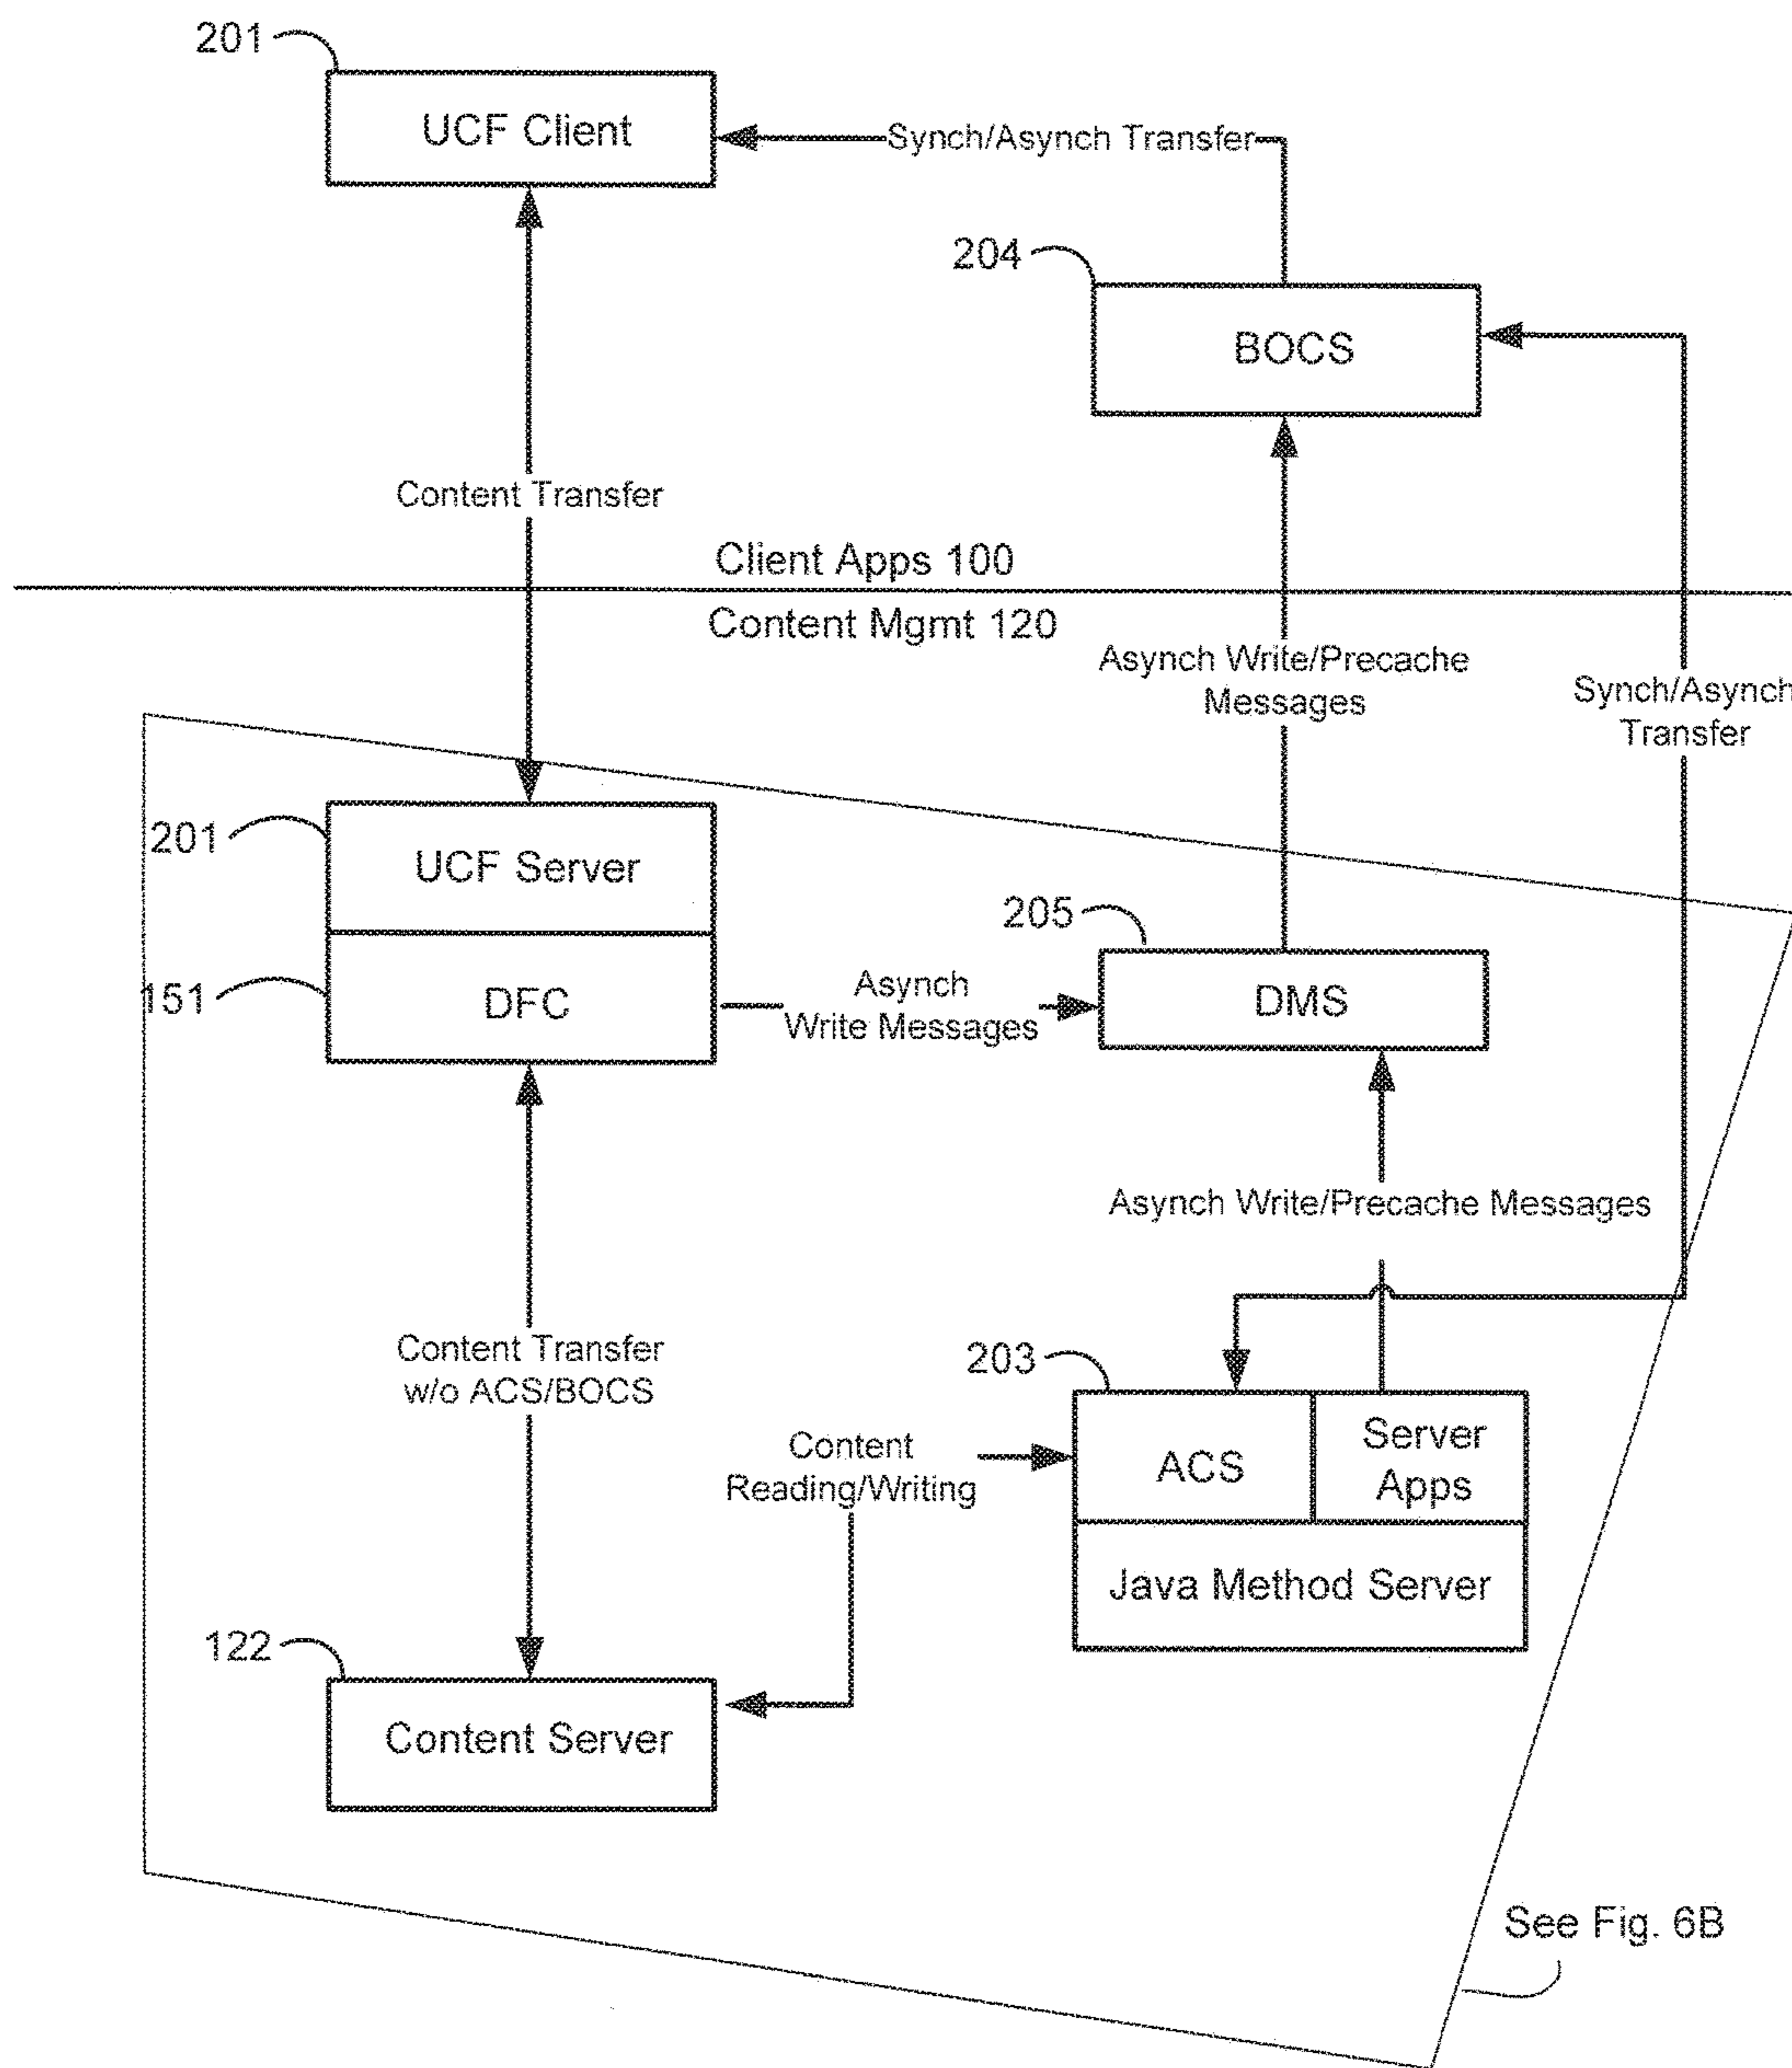 201
UCF Client
Synch/Asynch Transfer
204
BOCS
Content Transfer
Client Apps 100
Content Mgmt 120
Asynch Write/Precache
Messages
Synch/Asynch
Transfer
201
UCF Server
205
151
DFC
Asynch
Write Messages
DMS
Asynch Write/Precache Messages
Content Transfer
w/o ACS/BOCS
203
Content
Reading/Writing
ACS
Server
Apps
Java Method Server
122
Content Server
See Fig. 6B